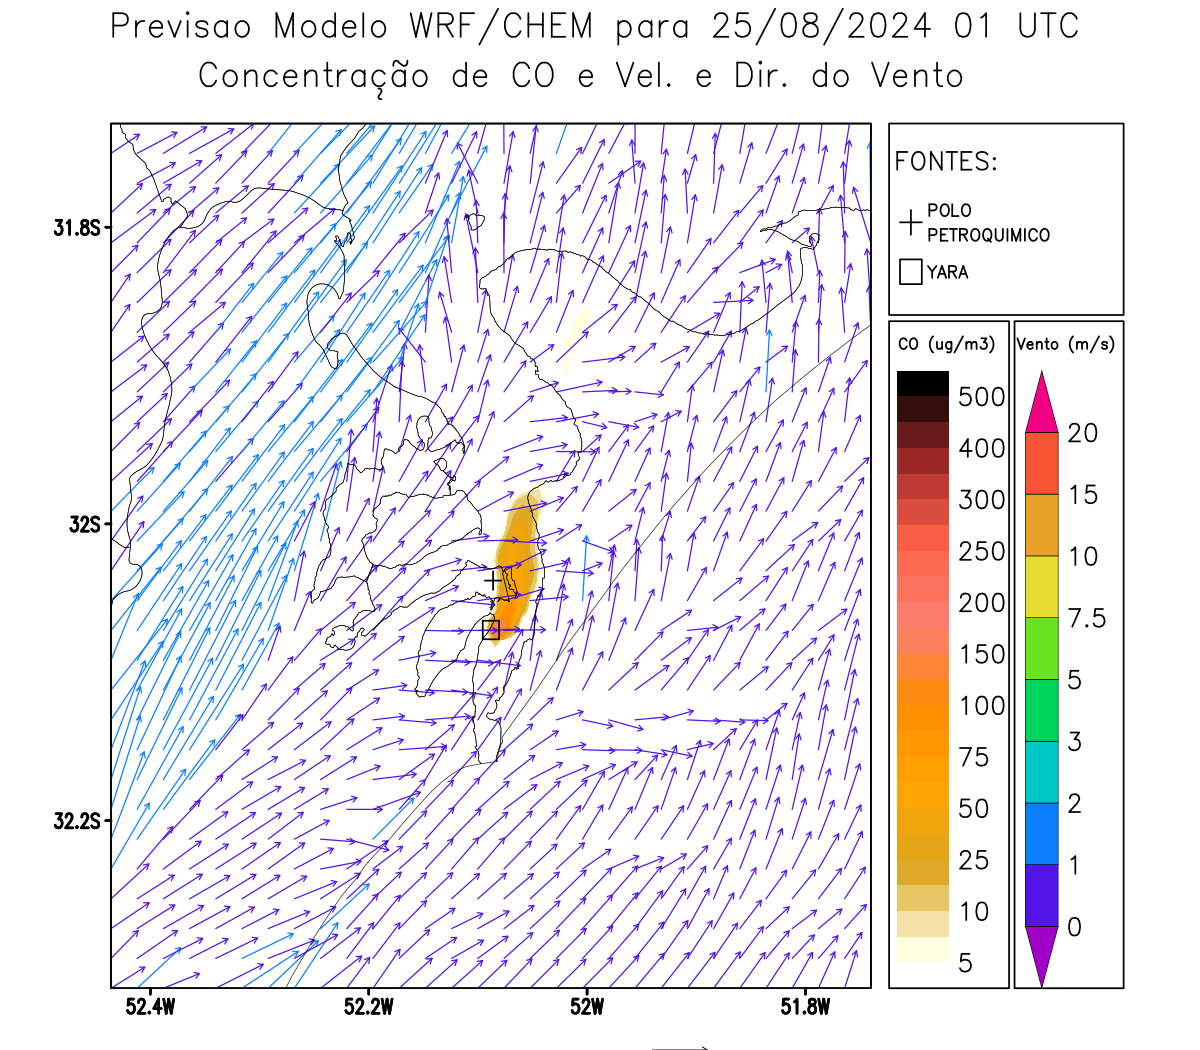 Previsao Modelo WRF/CHEM para 25/08/2024 01 UTC
Concentração de CO e Vel. e Dir. do Vento
FONTES:
POLO
PETROQUIMICO
YARA
CO (ug/m3)
500
400
300
250
200
150
100
75
50
25
10
5
Vento (m/s)
20
15
10
7.5
5
3
2
1
0
31.8S
32S
32.2S
52.4W
52.2W
52W
51.8W